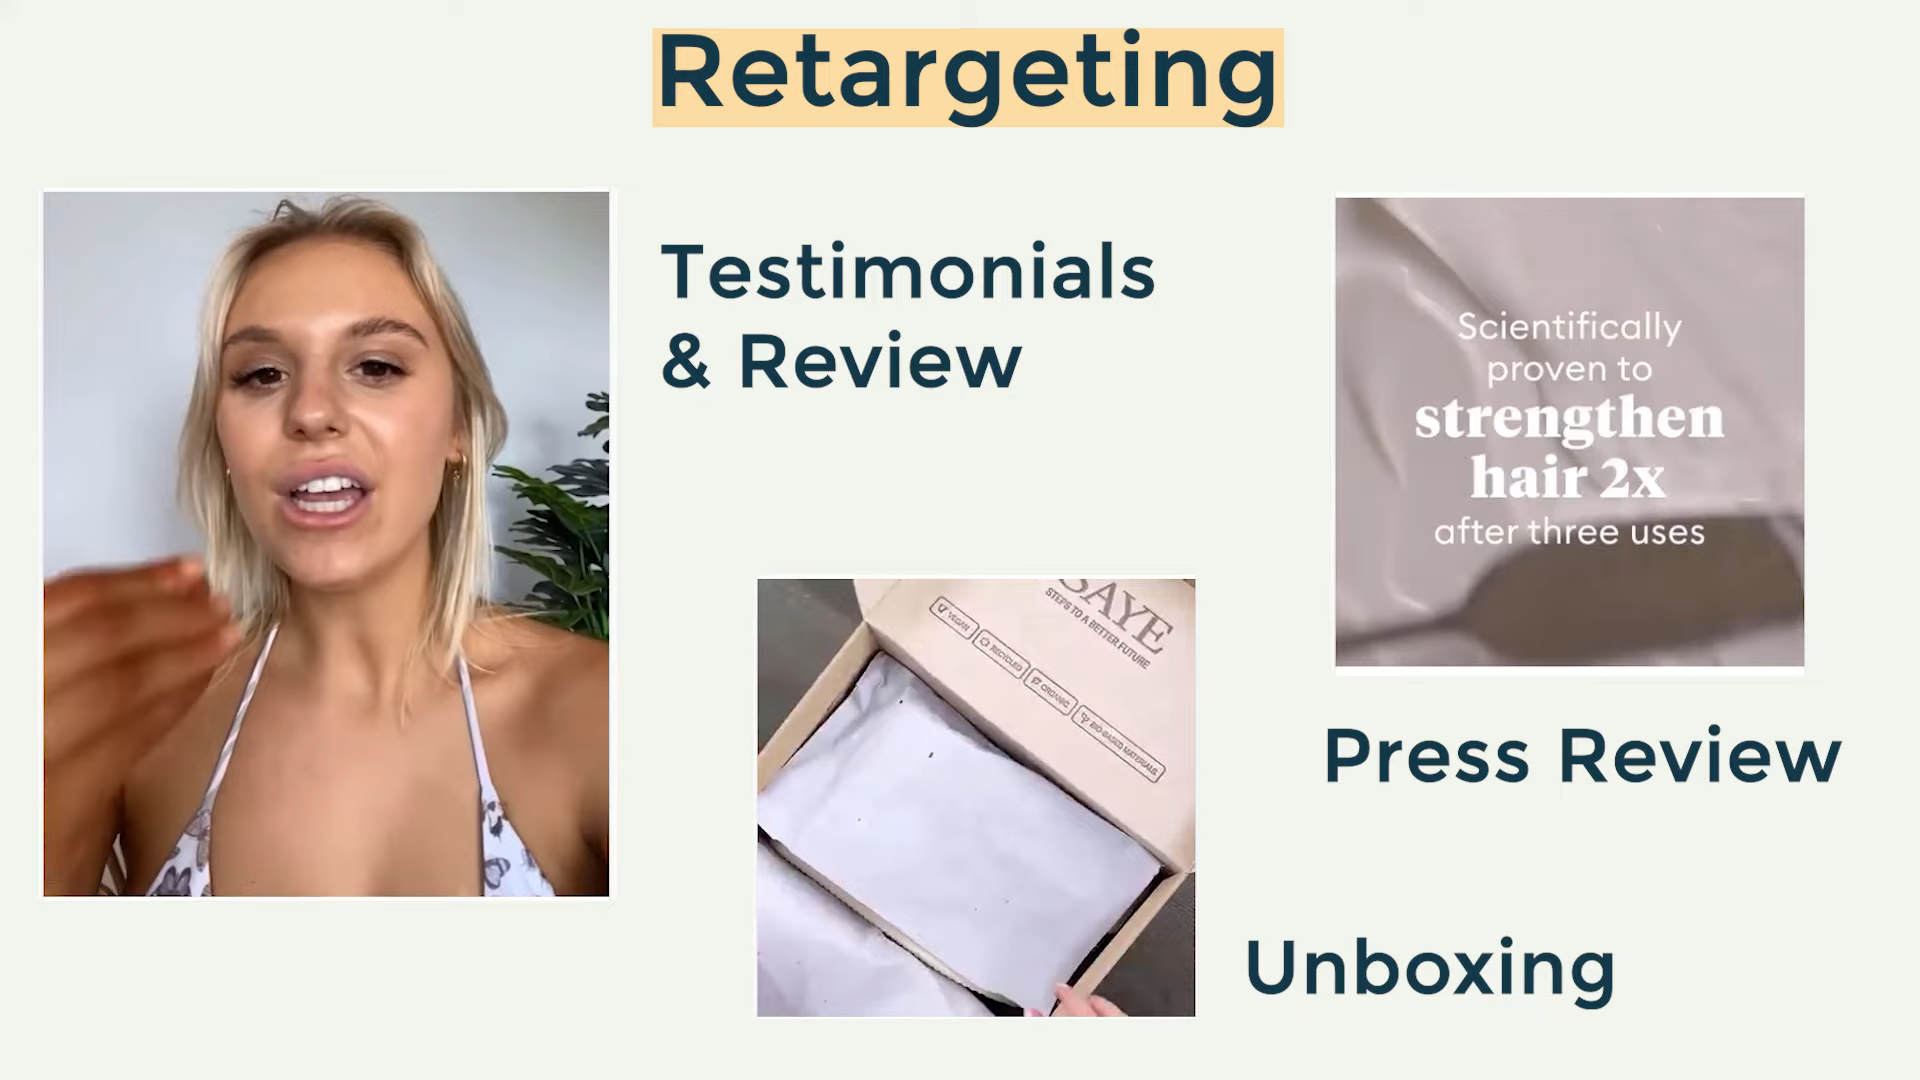 Retargeting
Testimonials
& Review
Scientifically
proven to
strengthen
hair 2x
after three uses
SAYE
STEPS TO A BETTER FUTURE
VEGAN
RECYCLED
ORGANIC
BIO-BASED MATERIALS
Press Review
Unboxing